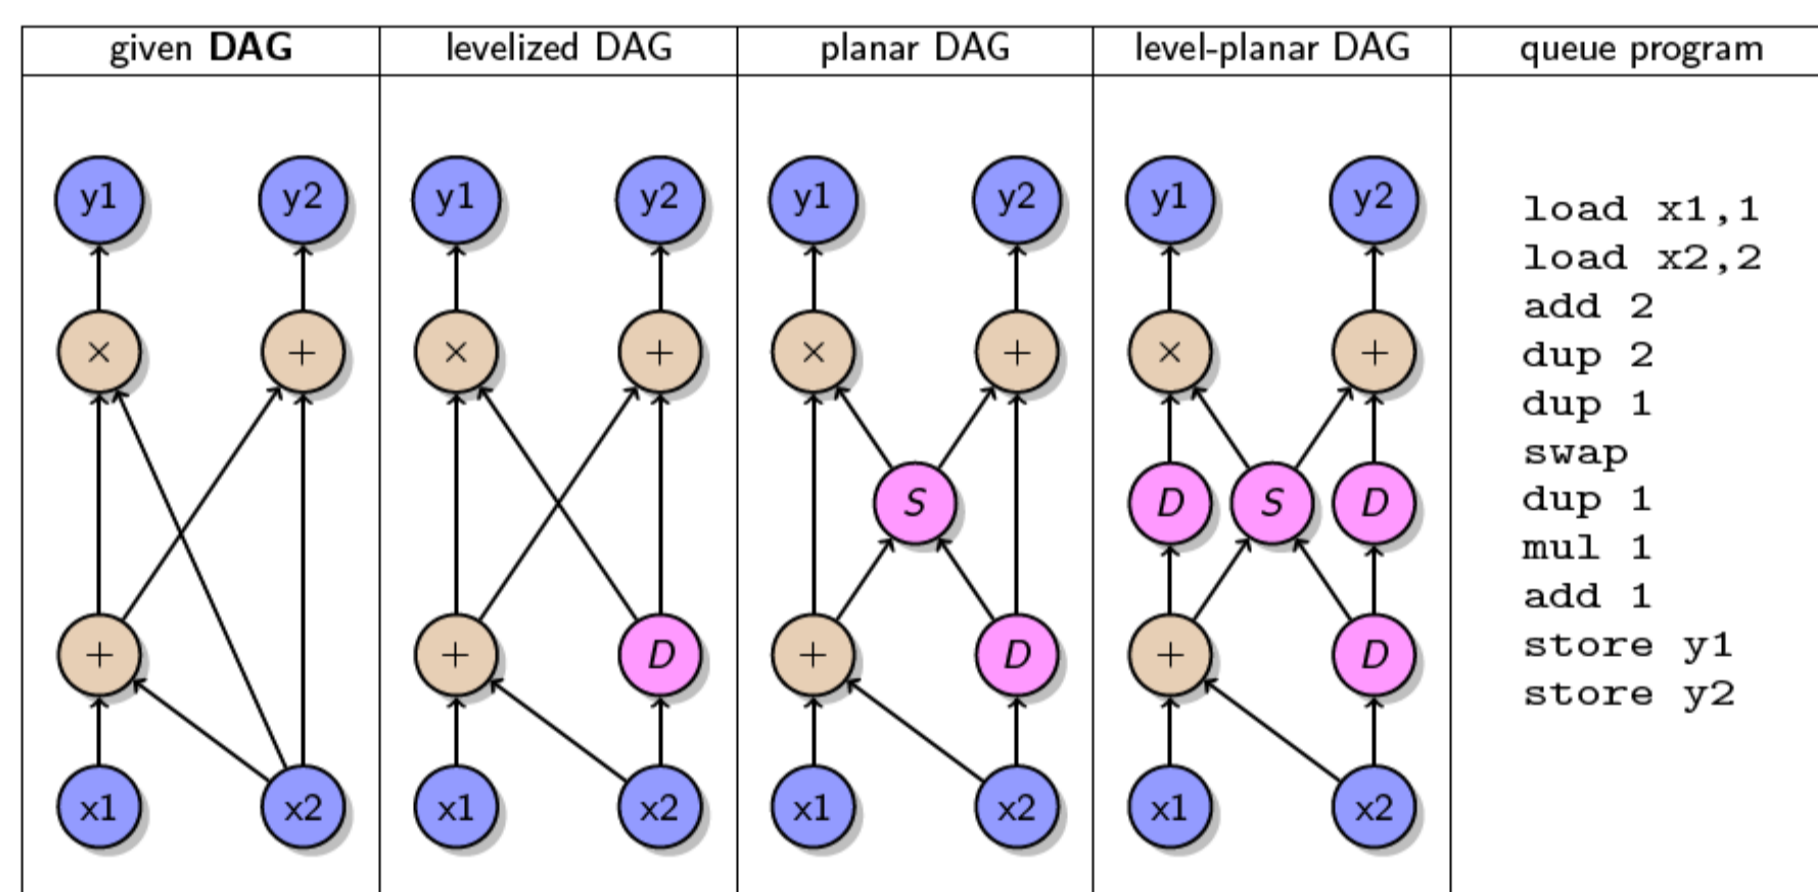 given DAG
levelized DAG
planar DAG
level-planar DAG
queue program
y1 y2
× +
+
x1 x2
y1 y2
× +
+ D
x1 x2
y1 y2
× +
S
+ D
x1 x2
y1 y2
× +
D S D
+ D
x1 x2
load x1,1
load x2,2
add 2
dup 2
dup 1
swap
dup 1
mul 1
add 1
store y1
store y2